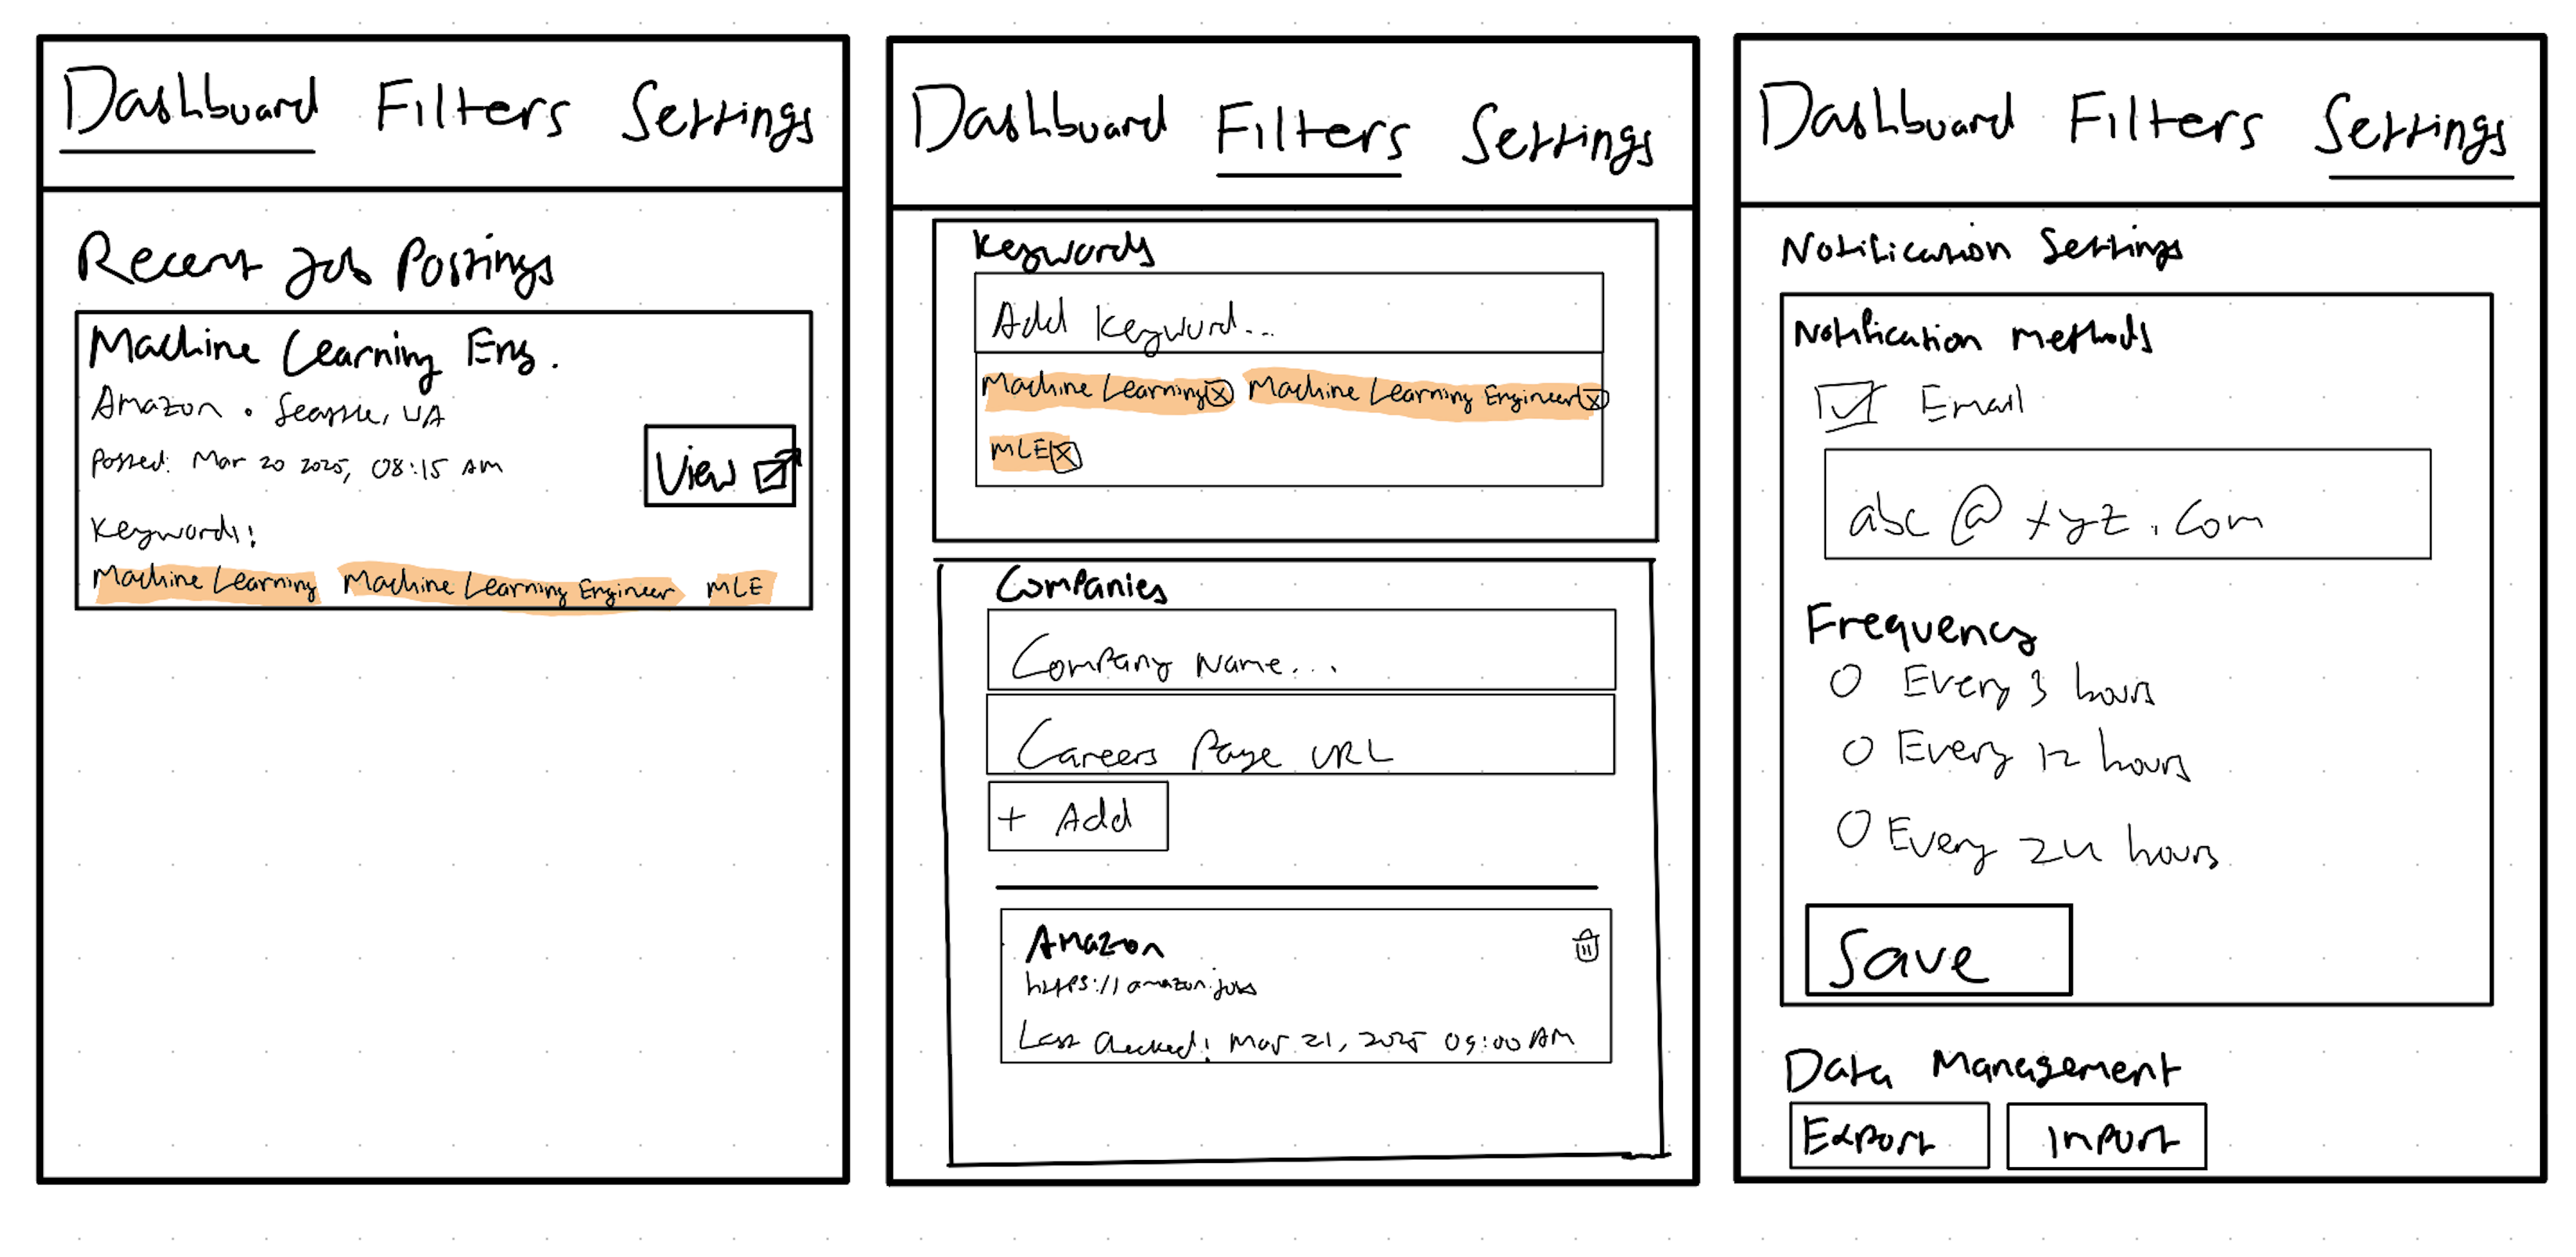 Dashboard Filters Settings
Recent Job Postings
Machine Learning Eng.
Amazon • Seattle, WA
Posted: Mar 20 2025, 08:15 AM
View
Keywords:
Machine Learning Machine Learning Engineer MLE
Dashboard Filters Settings
Keywords
Add Keyword...
Machine Learning Machine Learning Engineer
MLE
Companies
Company Name...
Careers Page URL
+ Add
Amazon
https://amazon.jobs
Last Checked: Mar 21, 2025 09:00 AM
Dashboard Filters Settings
Notification Settings
Notification Methods
Email
abc@xyz.com
Frequency
Every 3 hours
Every 12 hours
Every 24 hours
Save
Data Management
Export Import